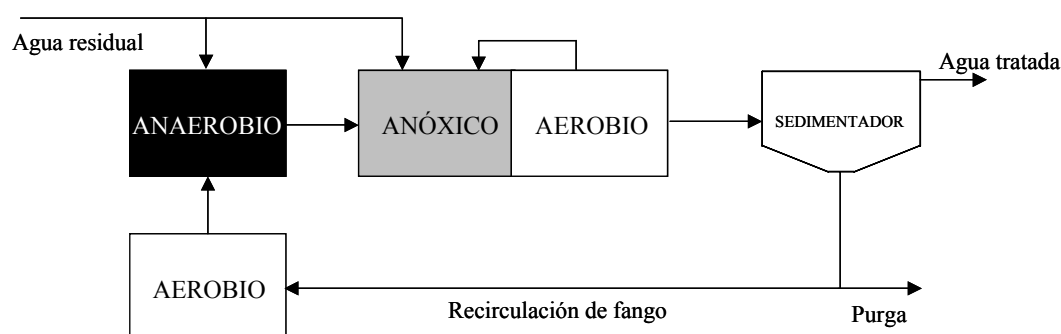 Agua residual
Agua tratada
ANAEROBIO
ANÓXICO
AEROBIO
SEDIMENTADOR
AEROBIO
Recirculación de fango
Purga